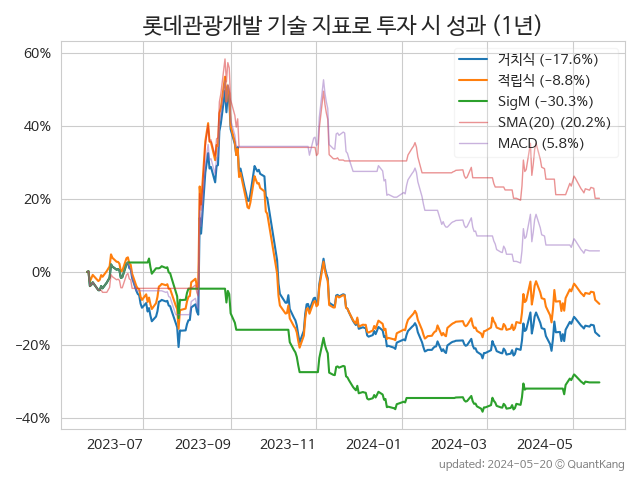 롯데관광개발 기술 지표로 투자 시 성과 (1년)
60%
40%
20%
0%
−20%
−40%
거치식 (−17.6%)
적립식 (−8.8%)
SigM (−30.3%)
SMA(20) (20.2%)
MACD (5.8%)
2023-07 2023-09 2023-11 2024-01 2024-03 2024-05
updated: 2024-05-20 © QuantKang